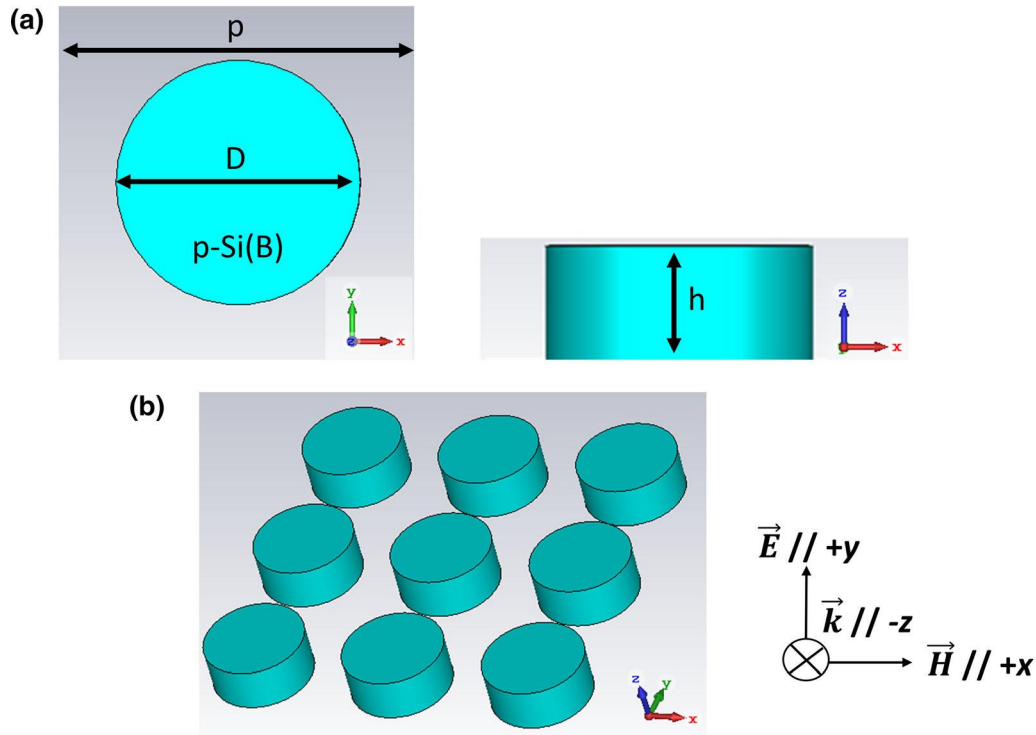 (a)
p
D
p-Si(B)
y
z
x
h
z
y
x
(b)
z
y
x
E⃗ // +y
k⃗ // -z
H⃗ // +x